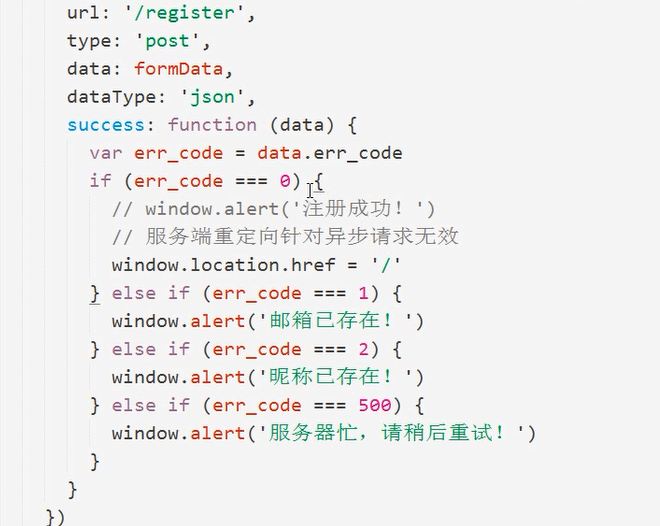 url: '/register',
type: 'post',
data: formData,
dataType: 'json',
success: function (data) {
var err_code = data.err_code
if (err_code === 0) {
// window.alert('注册成功！')
// 服务端重定向针对异步请求无效
window.location.href = '/'
} else if (err_code === 1) {
window.alert('邮箱已存在！')
} else if (err_code === 2) {
window.alert('昵称已存在！')
} else if (err_code === 500) {
window.alert('服务器忙，请稍后重试！')
}
}
})